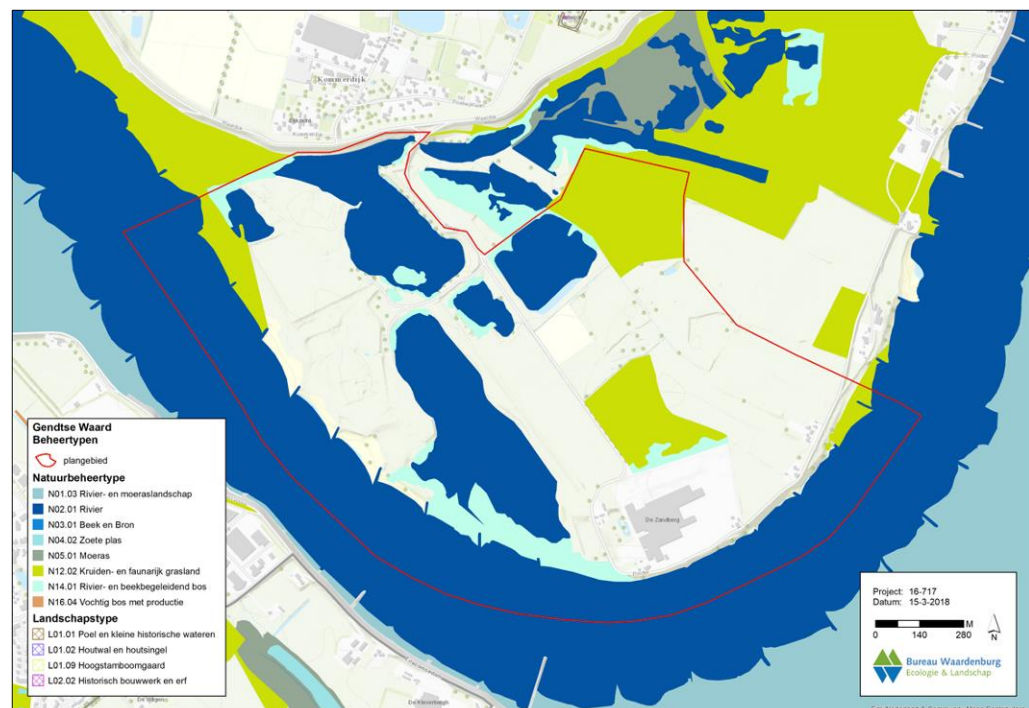 Kommerdijk
Waaldijk
De Zandberg
Gendtse Waard
Beheertypen
plangebied
Natuurbeheertype
N01.03 Rivier- en moeraslandschap
N02.01 Rivier
N03.01 Beek en Bron
N04.02 Zoete plas
N05.01 Moeras
N12.02 Kruiden- en faunarijk grasland
N14.01 Rivier- en beekbegeleidend bos
N16.04 Vochtig bos met productie
Landschapstype
L01.01 Poel en kleine historische wateren
L01.02 Houtwal en houtsingel
L01.09 Hoogstamboomgaard
L02.02 Historisch bouwwerk en erf
Project: 16-717
Datum: 15-3-2018
M
0 140 280
N
Bureau Waardenburg
Ecologie & Landschap